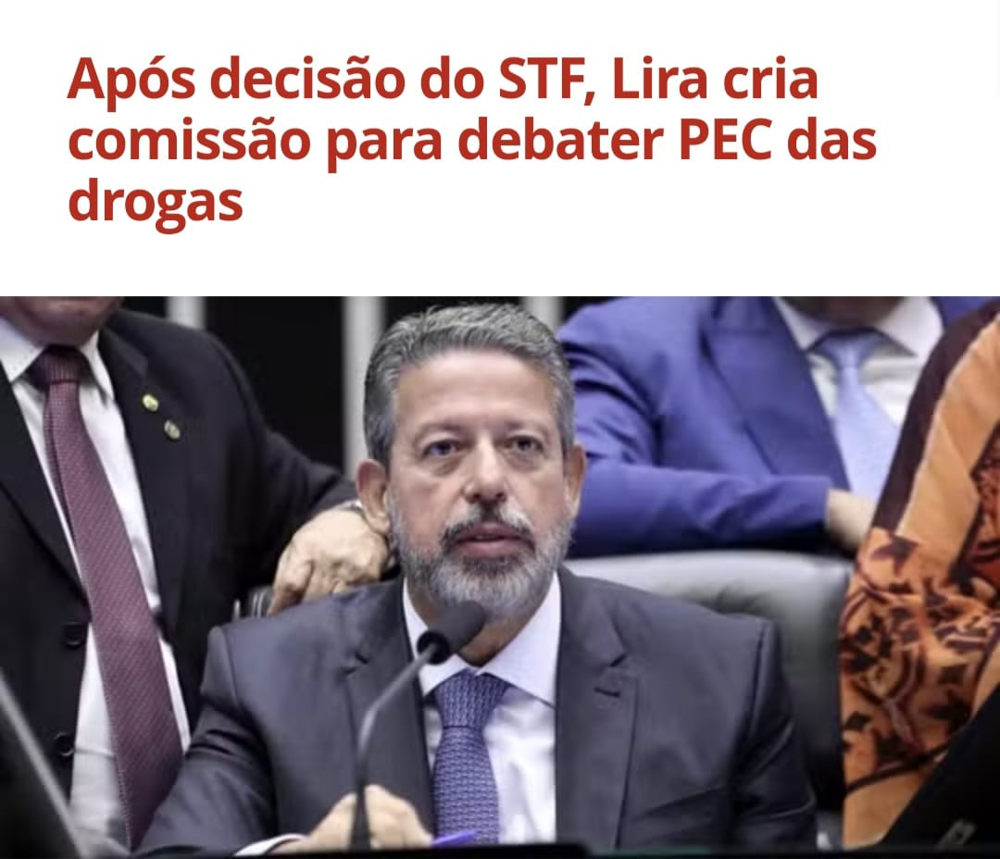 Após decisão do STF, Lira cria
comissão para debater PEC das
drogas